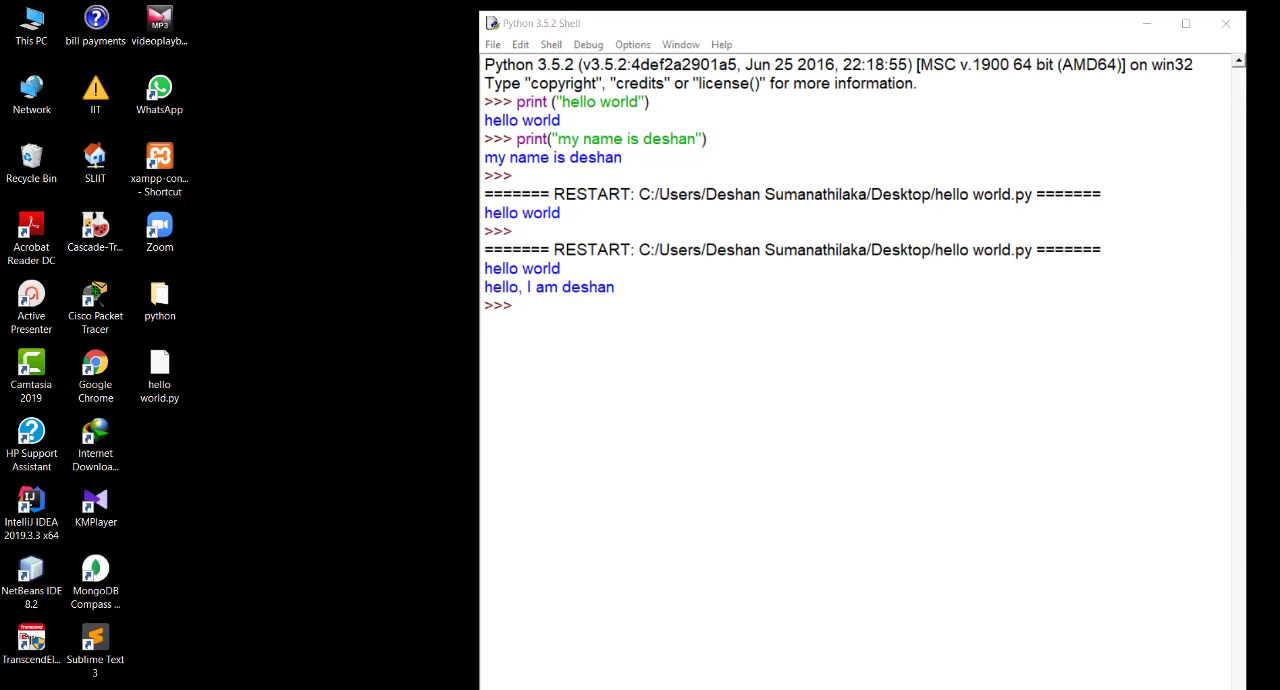 This PC
bill payments
videoplayb...
Network
IIT
WhatsApp
Recycle Bin
SLIIT
xampp-con...
- Shortcut
Acrobat
Reader DC
Cascade-Tr...
Zoom
Active
Presenter
Cisco Packet
Tracer
python
Camtasia
2019
Google
Chrome
hello
world.py
HP Support
Assistant
Internet
Downloa...
IntelliJ IDEA
2019.3.3 x64
KMPlayer
NetBeans IDE
8.2
MongoDB
Compass ...
TranscendEl...
Sublime Text
3
MP3
Transcend
IJ
Python 3.5.2 Shell
File Edit Shell Debug Options Window Help
Python 3.5.2 (v3.5.2:4def2a2901a5, Jun 25 2016, 22:18:55) [MSC v.1900 64 bit (AMD64)] on win32
Type "copyright", "credits" or "license()" for more information.
>>> print ("hello world")
hello world
>>> print("my name is deshan")
my name is deshan
>>>
======= RESTART: C:/Users/Deshan Sumanathilaka/Desktop/hello world.py =======
hello world
>>>
======= RESTART: C:/Users/Deshan Sumanathilaka/Desktop/hello world.py =======
hello world
hello, I am deshan
>>>